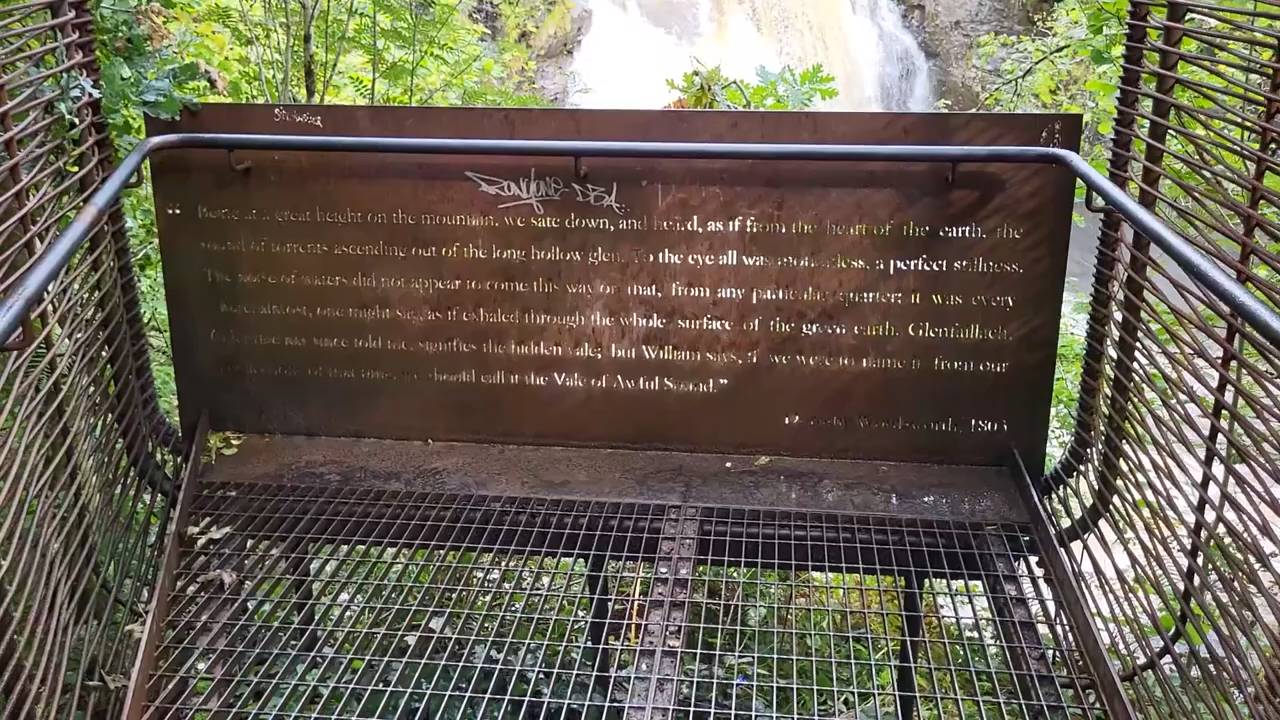 Ronglone DBA.
“ Being at a great height on the mountain, we sate down, and heard, as if from the heart of the earth, the
sound of torrents ascending out of the long hollow glen. To the eye all was motionless, a perfect stillness.
The noise of waters did not appear to come this way or that, from any particular quarter; it was every
where, almost, one might say, as if exhaled through the whole surface of the green earth. Glenfallach,
has since told me, signifies the hidden vale; but William says, if we were to name it from our
of that time, we should call it the Vale of Awful Sound.”
Dorothy Wordsworth, 1803